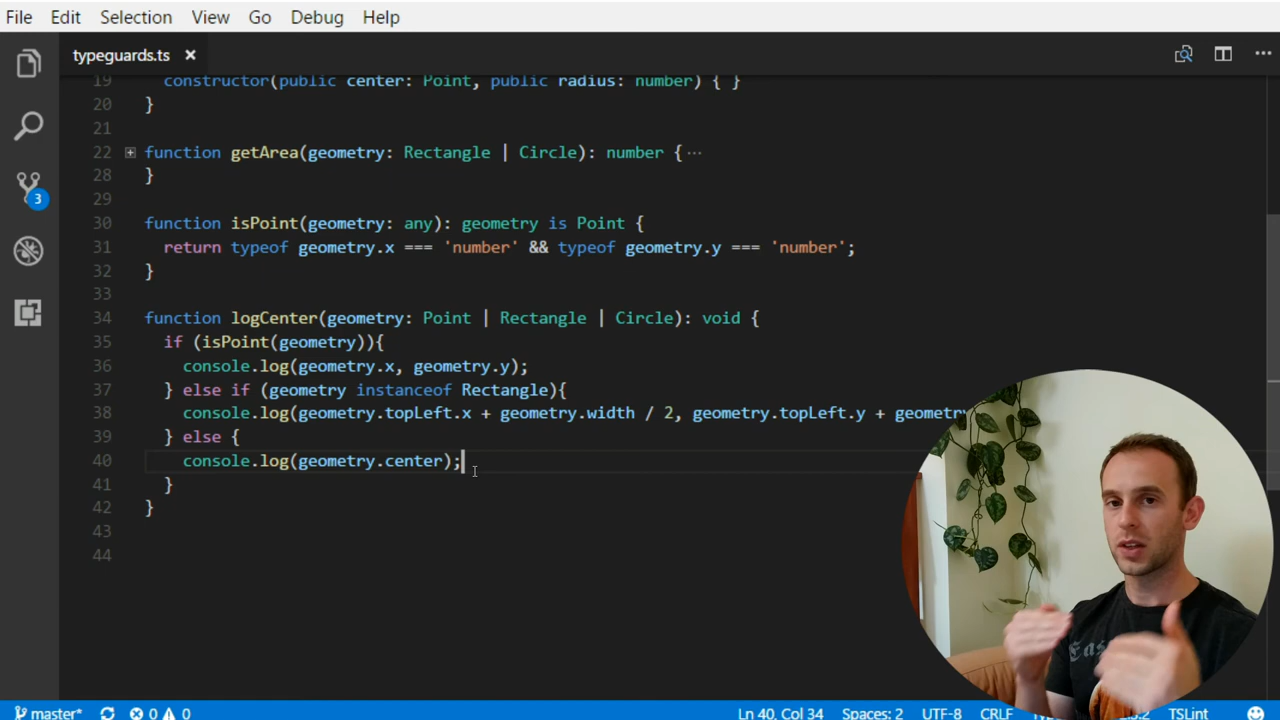 File Edit Selection View Go Debug Help
typeguards.ts
19 constructor(public center: Point, public radius: number) { }
20 }
21
22 function getArea(geometry: Rectangle | Circle): number { ...
28 }
29
30 function isPoint(geometry: any): geometry is Point {
31 return typeof geometry.x === 'number' && typeof geometry.y === 'number';
32 }
33
34 function logCenter(geometry: Point | Rectangle | Circle): void {
35 if (isPoint(geometry)){
36 console.log(geometry.x, geometry.y);
37 } else if (geometry instanceof Rectangle){
38 console.log(geometry.topLeft.x + geometry.width / 2, geometry.topLeft.y + geometry
39 } else {
40 console.log(geometry.center);
41 }
42 }
43
44
3
master* 0 0 Ln 40, Col 34 Spaces: 2 UTF-8 CRLF TSLint